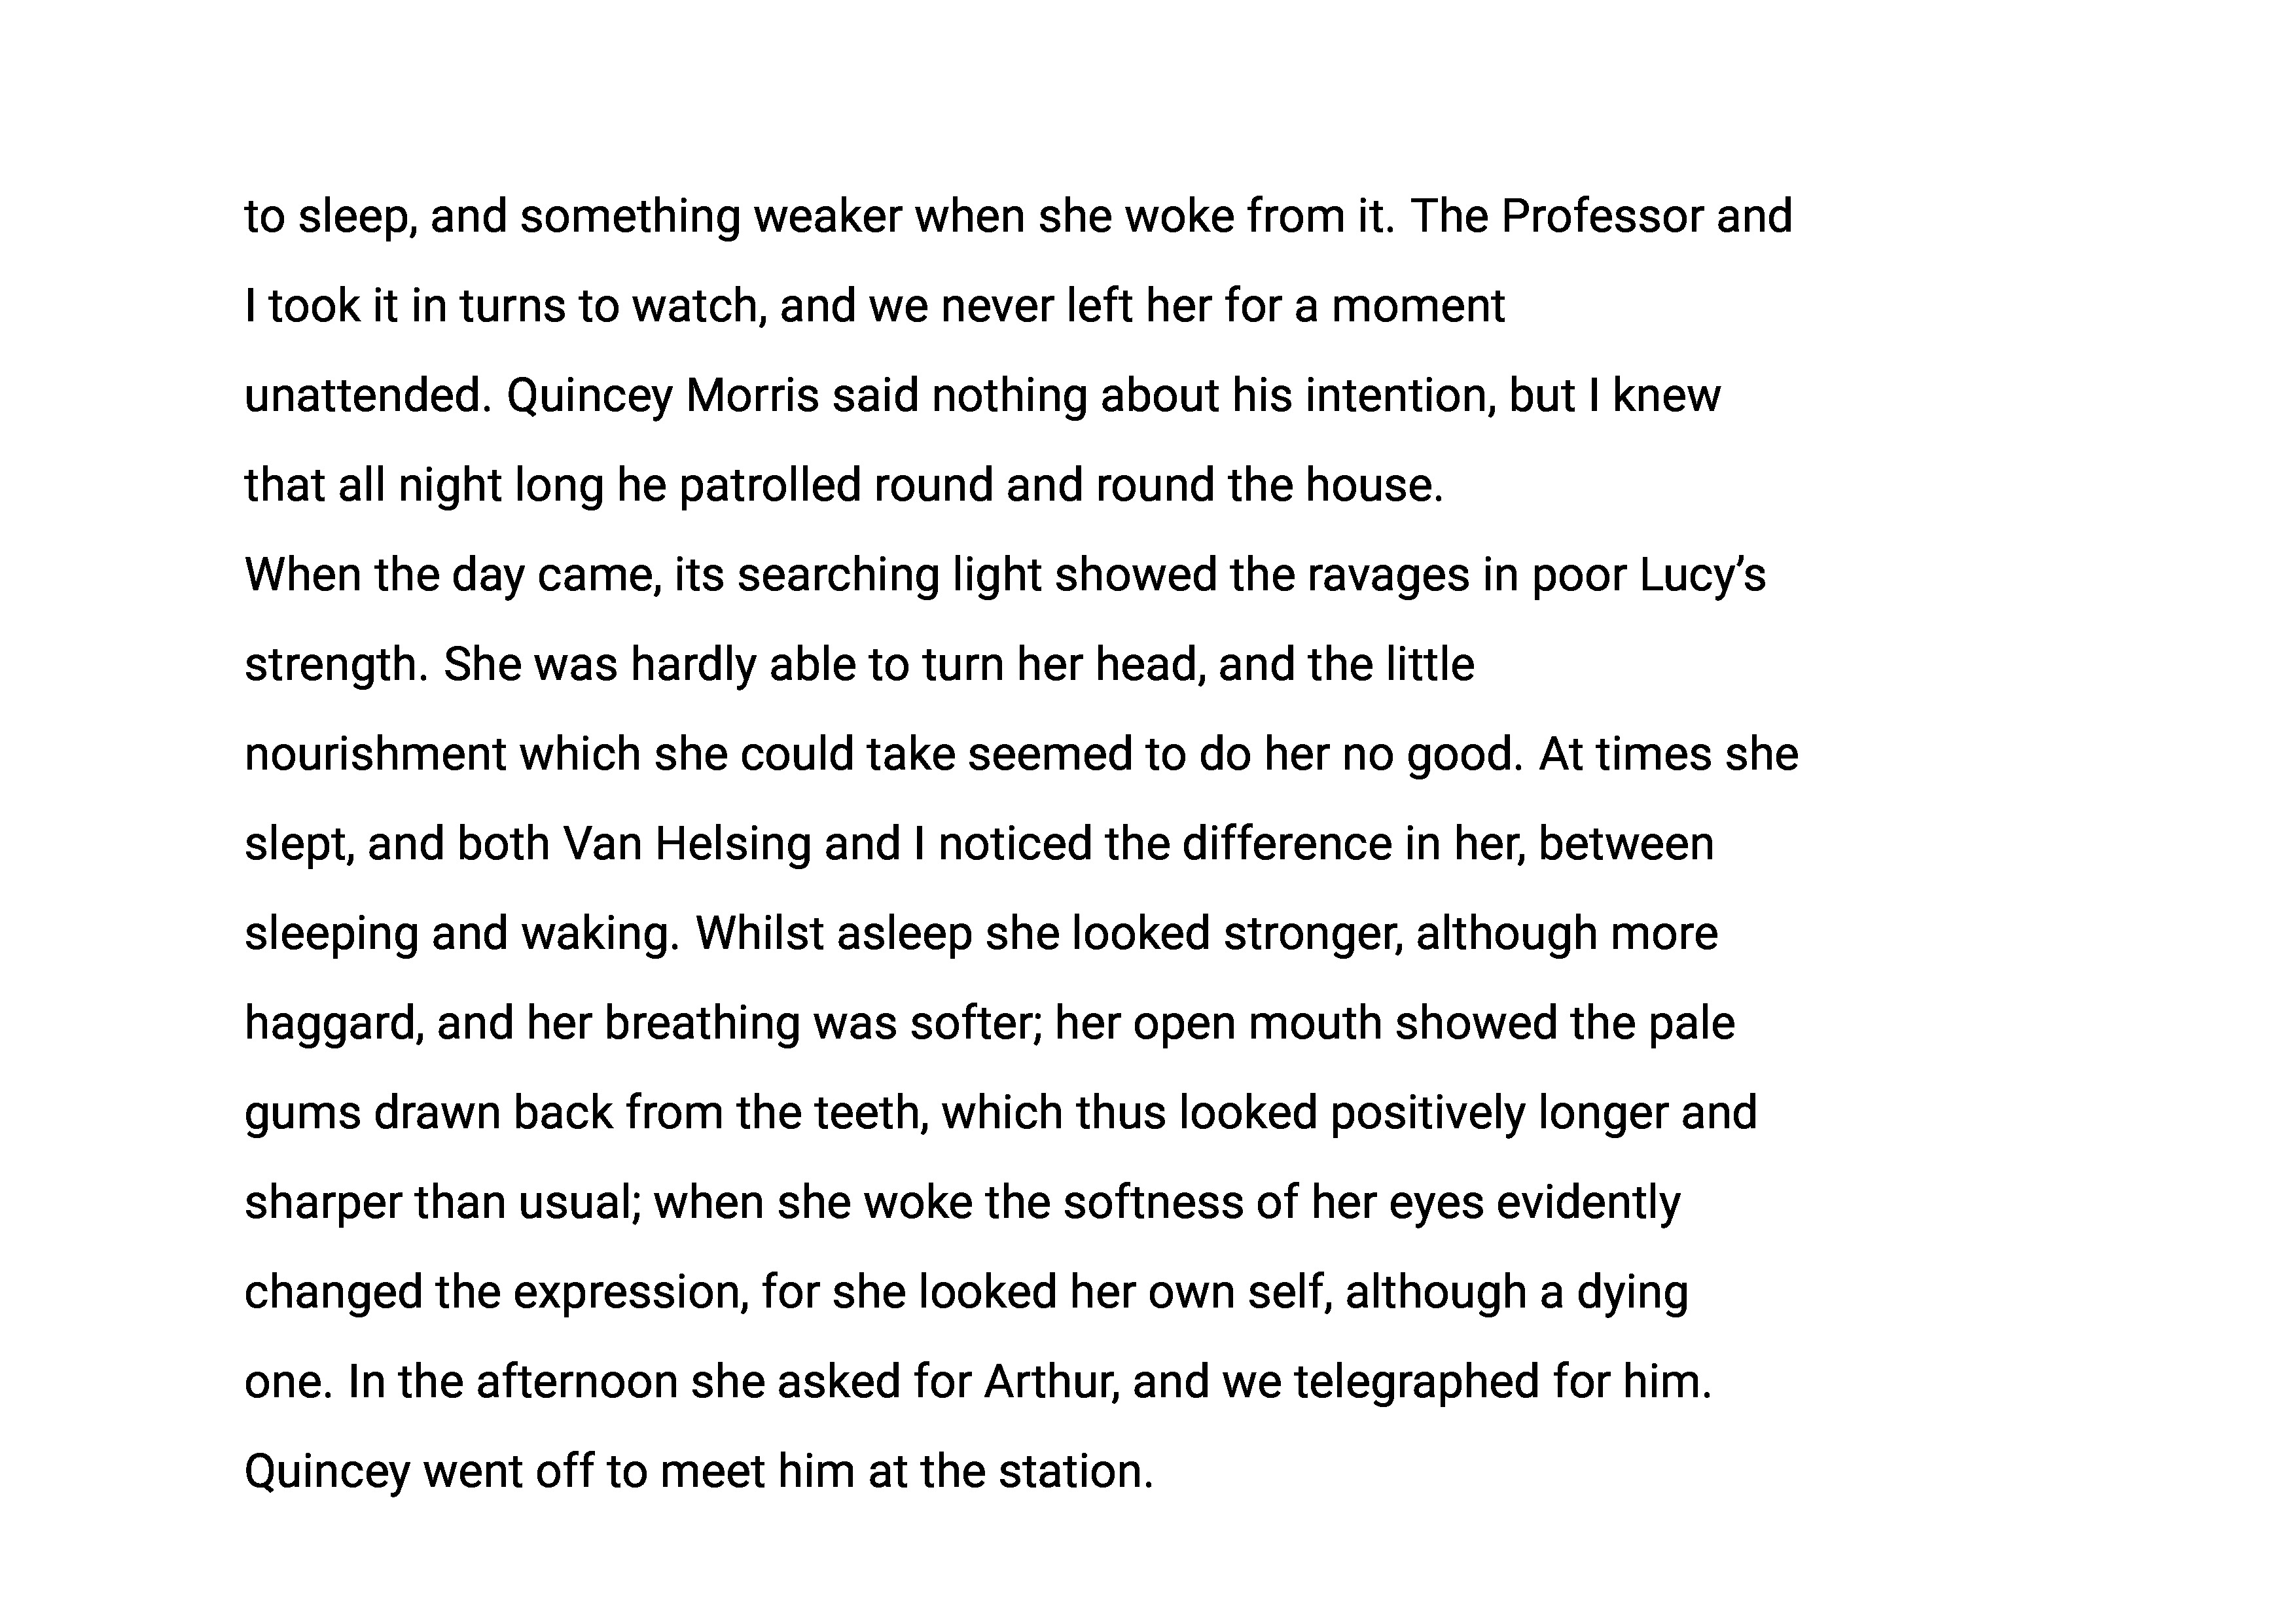 to sleep, and something weaker when she woke from it. The Professor and
I took it in turns to watch, and we never left her for a moment
unattended. Quincey Morris said nothing about his intention, but I knew
that all night long he patrolled round and round the house.
When the day came, its searching light showed the ravages in poor Lucy’s
strength. She was hardly able to turn her head, and the little
nourishment which she could take seemed to do her no good. At times she
slept, and both Van Helsing and I noticed the difference in her, between
sleeping and waking. Whilst asleep she looked stronger, although more
haggard, and her breathing was softer; her open mouth showed the pale
gums drawn back from the teeth, which thus looked positively longer and
sharper than usual; when she woke the softness of her eyes evidently
changed the expression, for she looked her own self, although a dying
one. In the afternoon she asked for Arthur, and we telegraphed for him.
Quincey went off to meet him at the station.